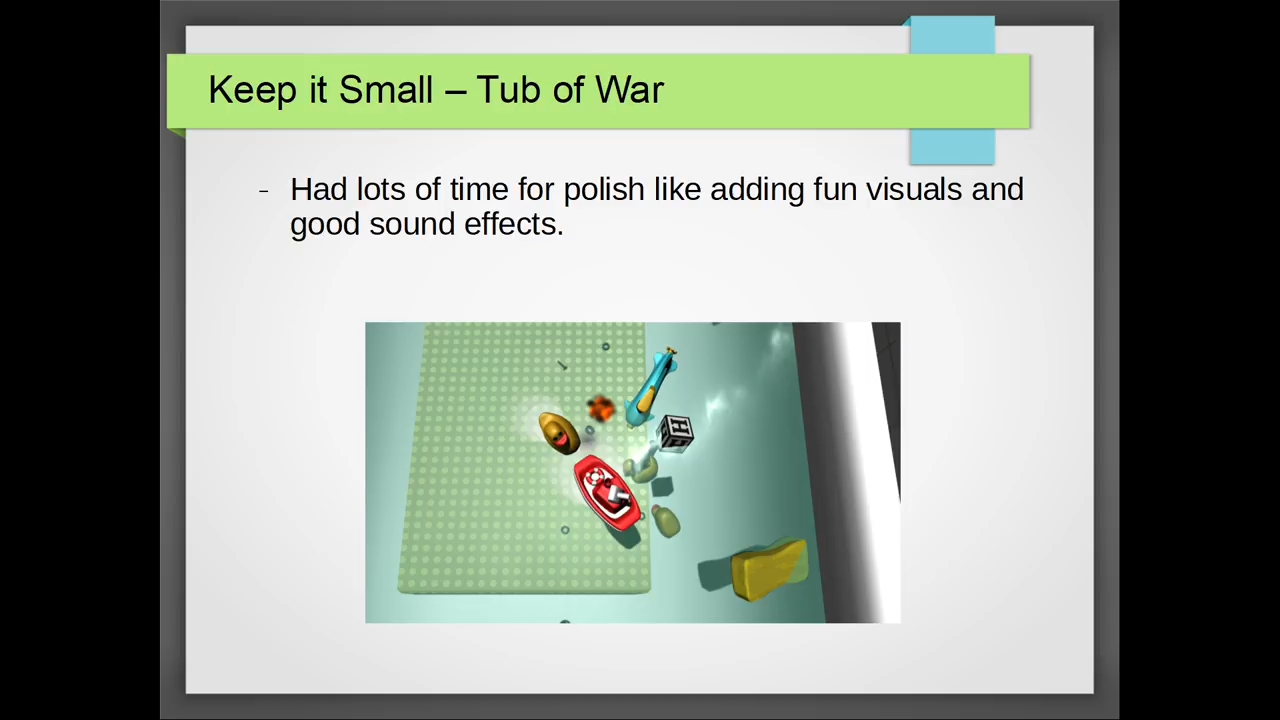 Keep it Small – Tub of War
– Had lots of time for polish like adding fun visuals and
good sound effects.
H